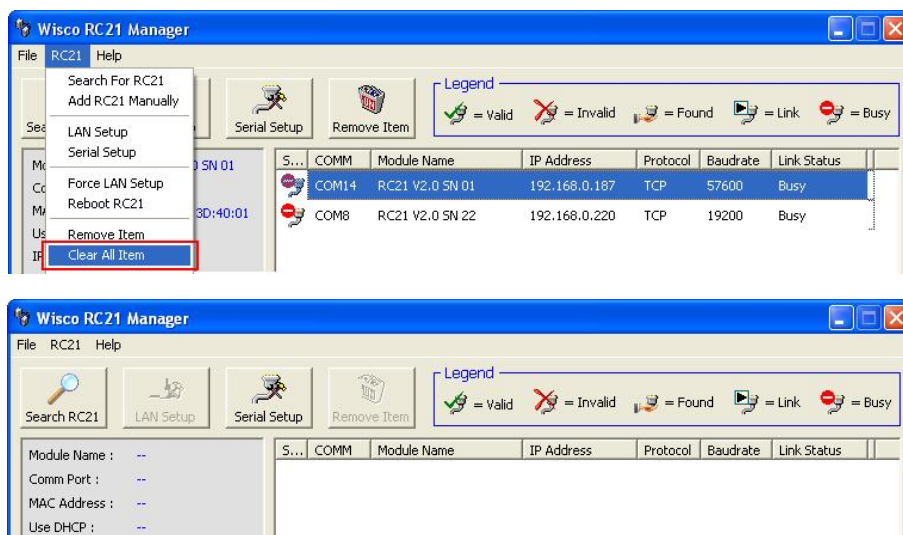 Wisco RC21 Manager
File RC21 Help
Search For RC21
Add RC21 Manually
LAN Setup
Serial Setup
Force LAN Setup
Reboot RC21
Remove Item
Clear All Item
Serial Setup
Remove Item
Legend
= Valid = Invalid = Found = Link = Busy
0 SN 01
3D:40:01
S... COMM Module Name IP Address Protocol Baudrate Link Status
COM14 RC21 V2.0 SN 01 192.168.0.187 TCP 57600 Busy
COM8 RC21 V2.0 SN 22 192.168.0.220 TCP 19200 Busy
Wisco RC21 Manager
File RC21 Help
Search RC21 LAN Setup Serial Setup Remove Item
Legend
= Valid = Invalid = Found = Link = Busy
S... COMM Module Name IP Address Protocol Baudrate Link Status
Module Name : --
Comm Port : --
MAC Address : --
Use DHCP : --